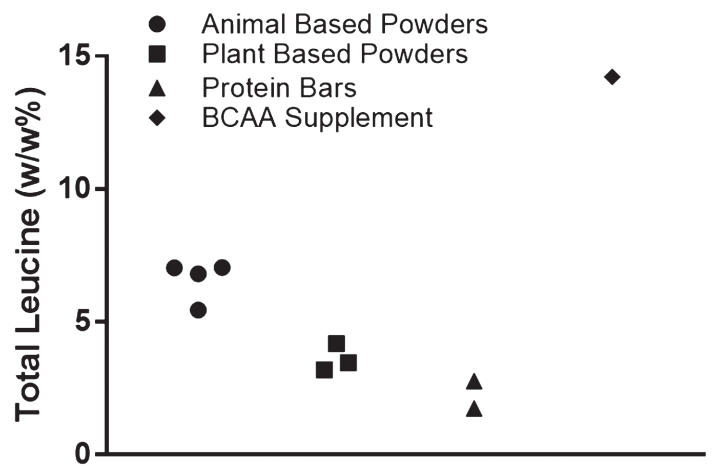 Animal Based Powders
Plant Based Powders
Protein Bars
BCAA Supplement
Total Leucine (w/w%)
15
10
5
0